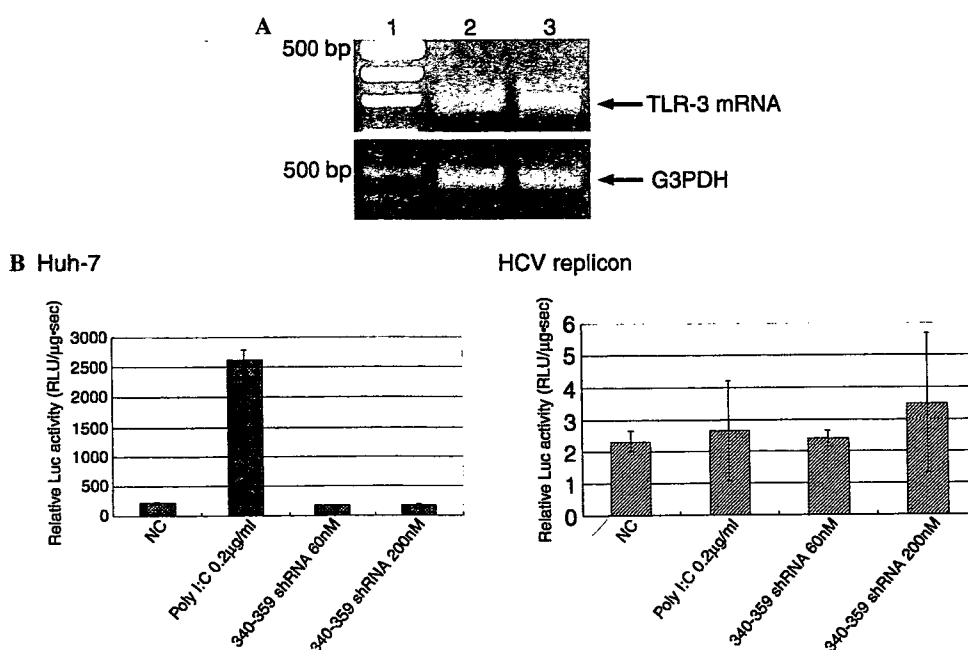 A
1 2 3
500 bp
TLR-3 mRNA
500 bp
G3PDH
B Huh-7
HCV replicon
Relative Luc activity (RLU/µg•sec)
3000
2500
2000
1500
1000
500
0
NC
Poly I:C 0.2µg/ml
340-359 shRNA 60nM
340-359 shRNA 200nM
Relative Luc activity (RLU/µg•sec)
6
5
4
3
2
1
0
NC
Poly I:C 0.2µg/ml
340-359 shRNA 60nM
340-359 shRNA 200nM